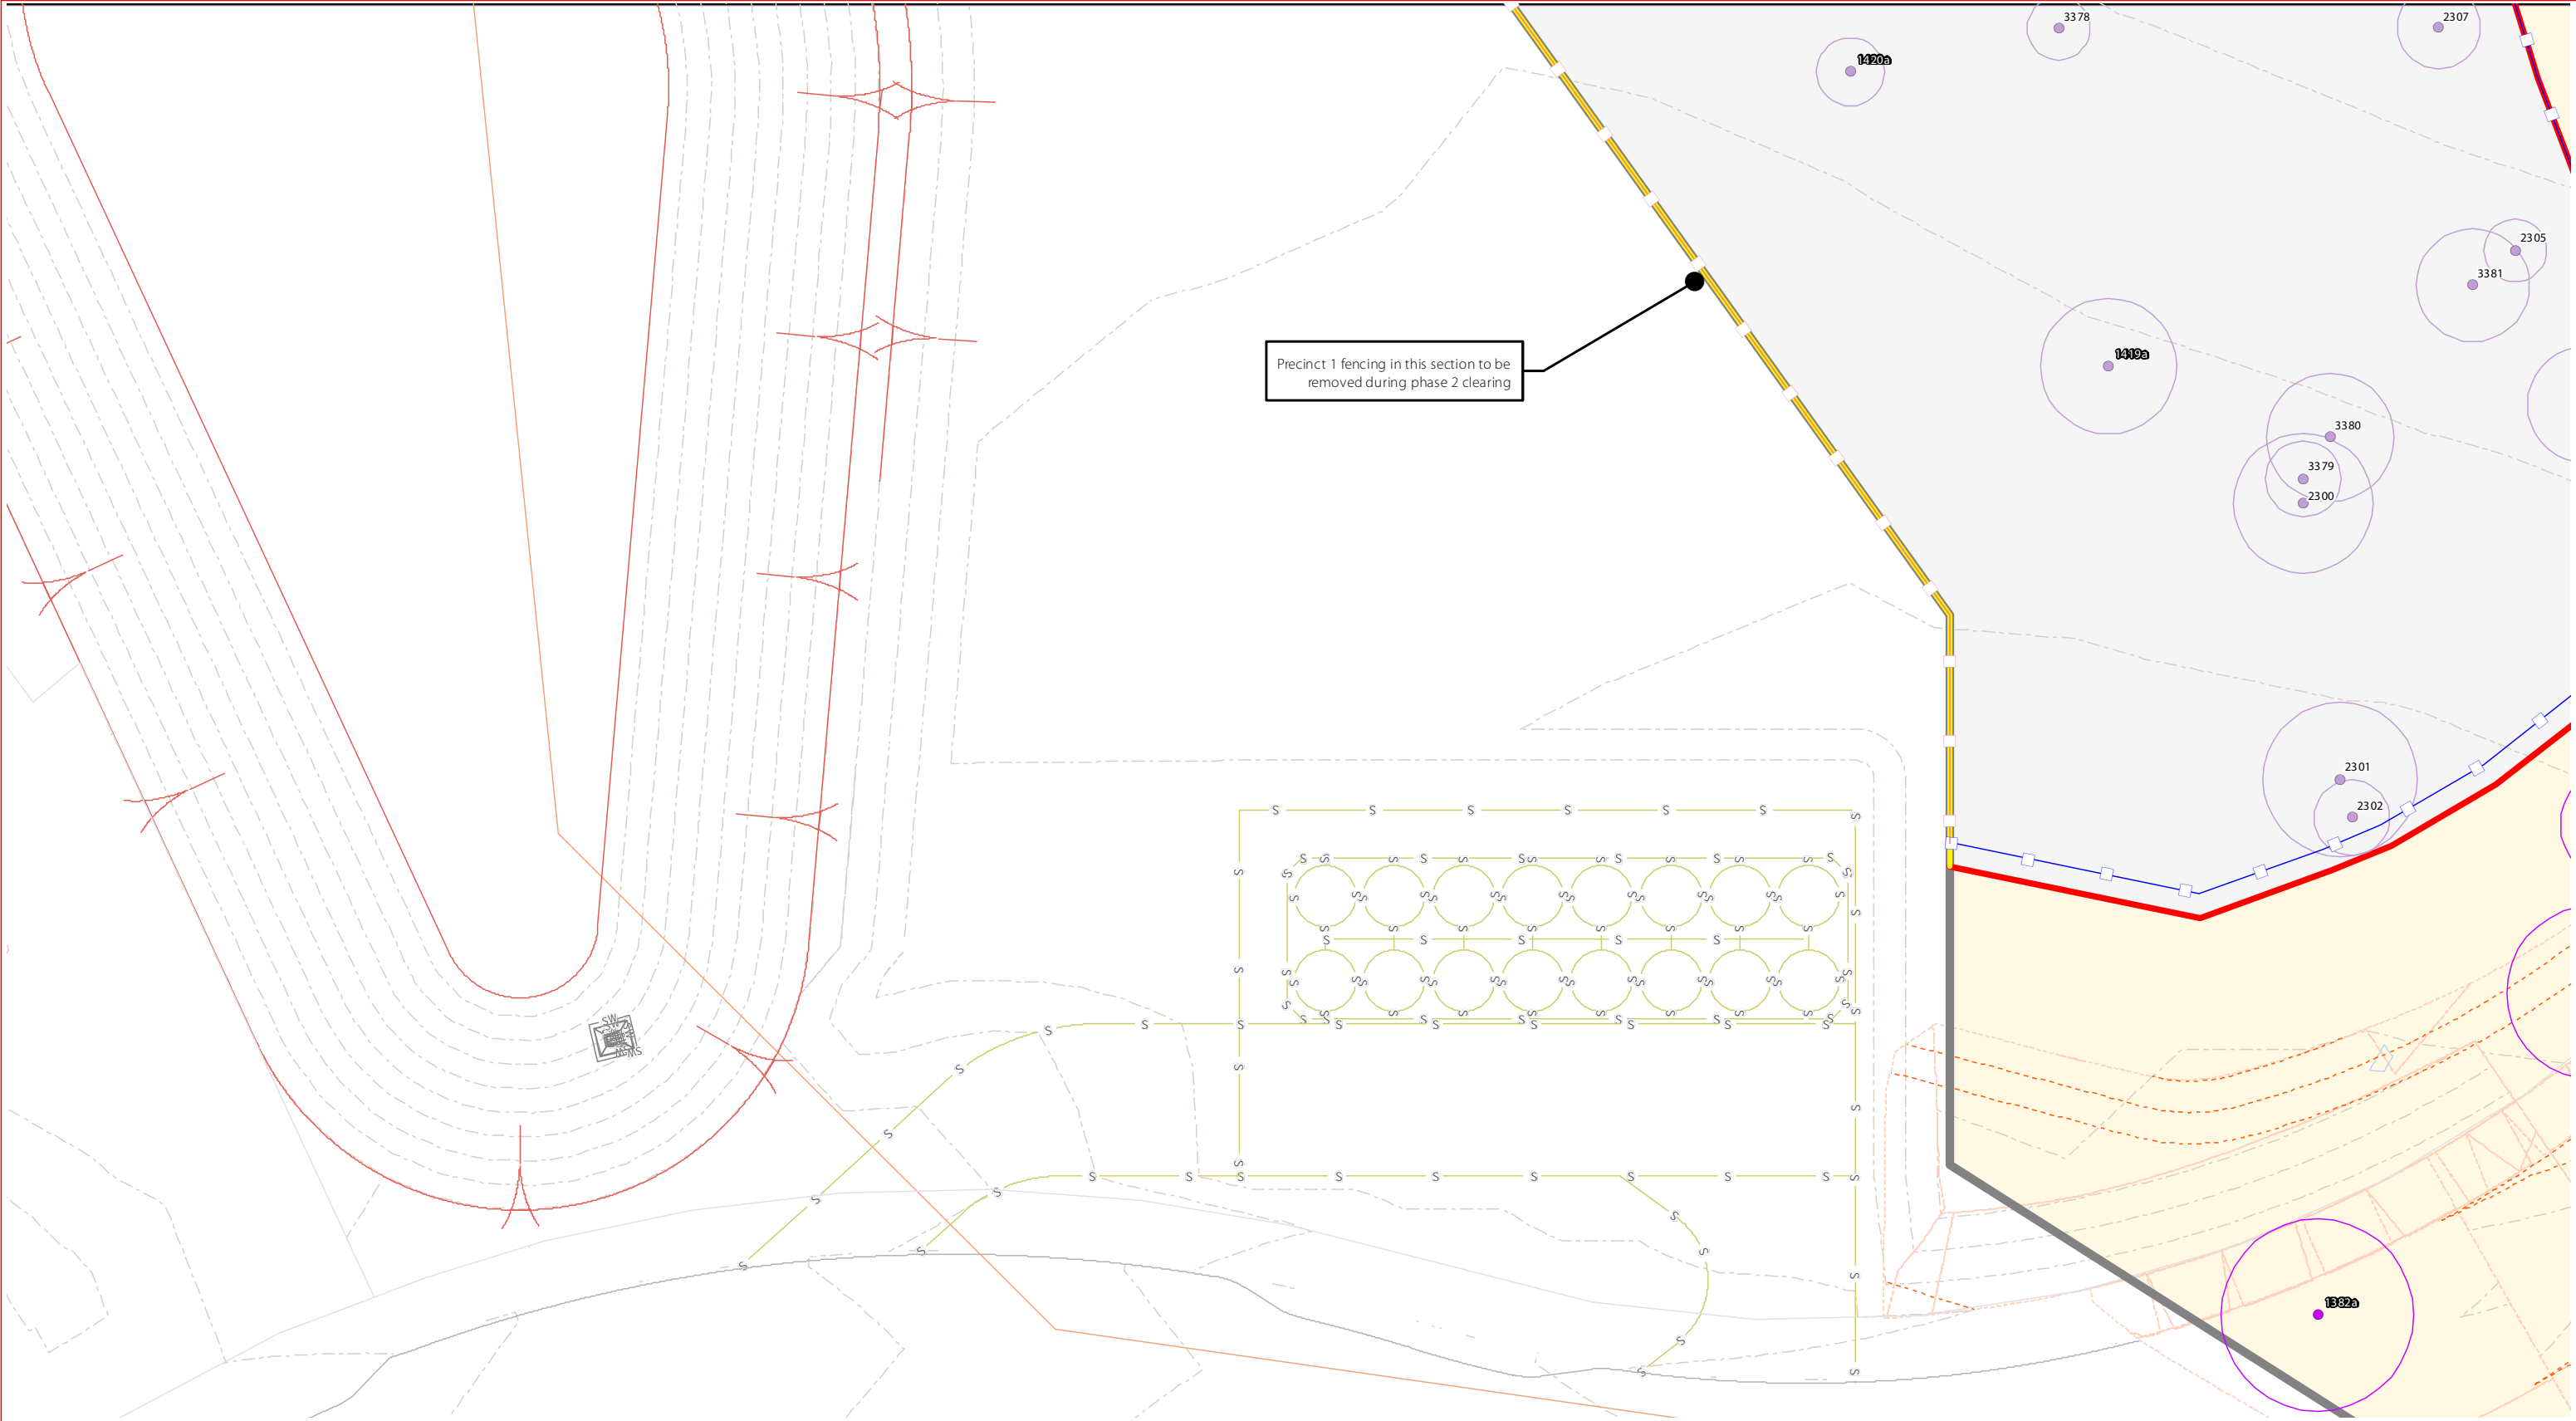 3378
2307
1420a
2305
3381
Precinct 1 fencing in this section to be
removed during phase 2 clearing
1419a
3380
3379
2300
2301
2302
S S S S S S
SW
1382a